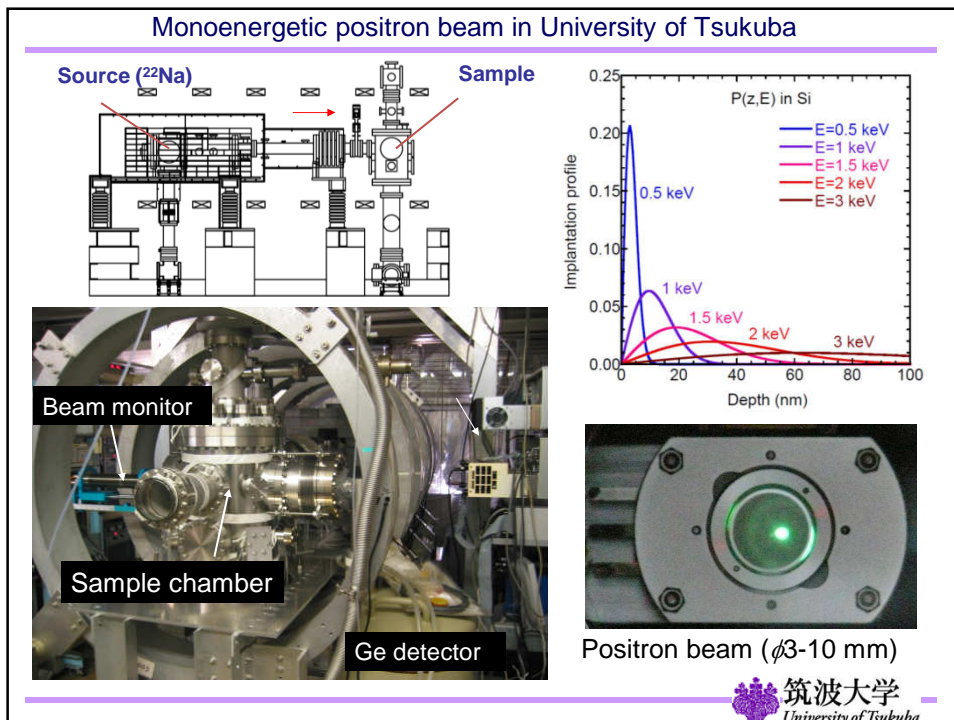 Monoenergetic positron beam in University of Tsukuba
Source (²²Na)
Sample
0.25
0.20
0.15
0.10
0.05
0.00
Implantation profile
P(z,E) in Si
E=0.5 keV
E=1 keV
E=1.5 keV
E=2 keV
E=3 keV
0.5 keV
1 keV
1.5 keV
2 keV
3 keV
0 20 40 60 80 100
Depth (nm)
Beam monitor
Sample chamber
Ge detector
Positron beam (ϕ3-10 mm)
筑波大学
University of Tsukuba